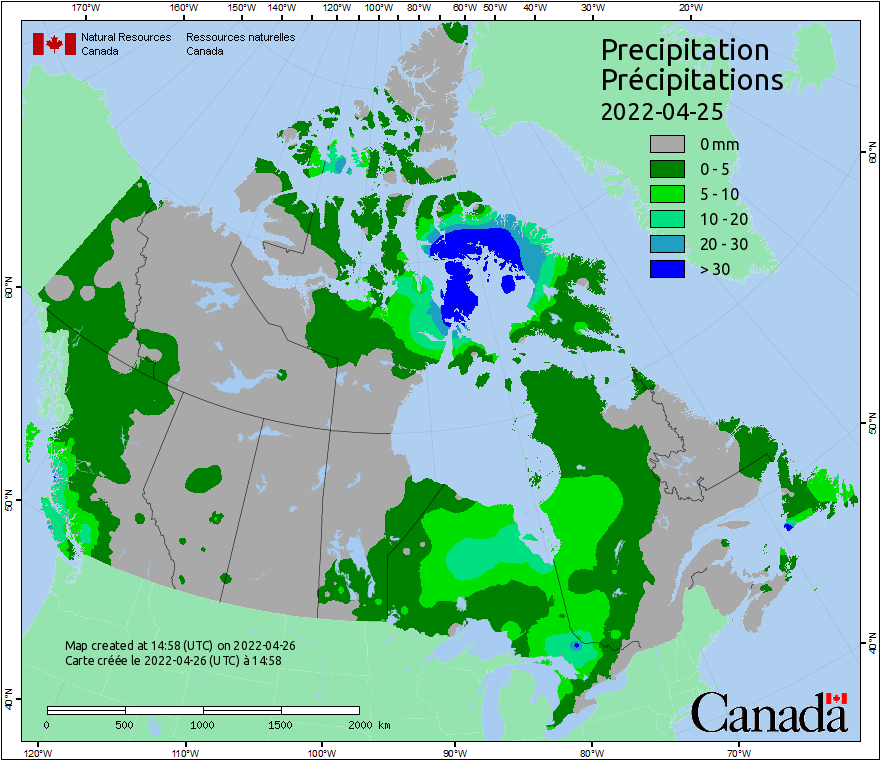 170°W 160°W 150°W 140°W 120°W 100°W 80°W 60°W 50°W 40°W 30°W 20°W
Natural Resources Ressources naturelles
Canada Canada
Precipitation
Précipitations
2022-04-25
0 mm
0 - 5
5 - 10
10 - 20
20 - 30
> 30
60°N
60°N
50°N
50°N
40°N
40°N
Map created at 14:58 (UTC) on 2022-04-26
Carte créée le 2022-04-26 (UTC) à 14:58
0 500 1000 1500 2000 km
Canada
120°W 110°W 100°W 90°W 80°W 70°W